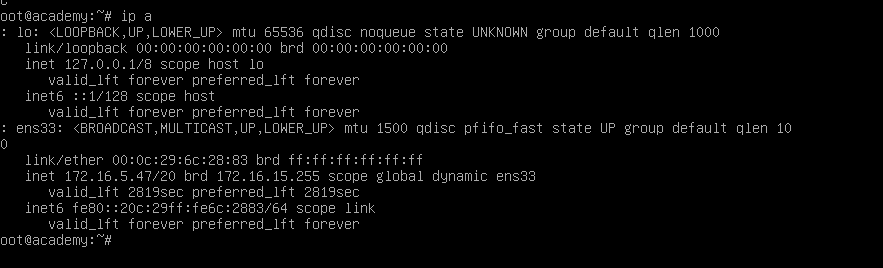 C
oot@academy:~# ip a
: lo: <LOOPBACK,UP,LOWER_UP> mtu 65536 qdisc noqueue state UNKNOWN group default qlen 1000
link/loopback 00:00:00:00:00:00 brd 00:00:00:00:00:00
inet 127.0.0.1/8 scope host lo
valid_lft forever preferred_lft forever
inet6 ::1/128 scope host
valid_lft forever preferred_lft forever
: ens33: <BROADCAST,MULTICAST,UP,LOWER_UP> mtu 1500 qdisc pfifo_fast state UP group default qlen 10
0
link/ether 00:0c:29:6c:28:83 brd ff:ff:ff:ff:ff:ff
inet 172.16.5.47/20 brd 172.16.15.255 scope global dynamic ens33
valid_lft 2819sec preferred_lft 2819sec
inet6 fe80::20c:29ff:fe6c:2883/64 scope link
valid_lft forever preferred_lft forever
oot@academy:~#